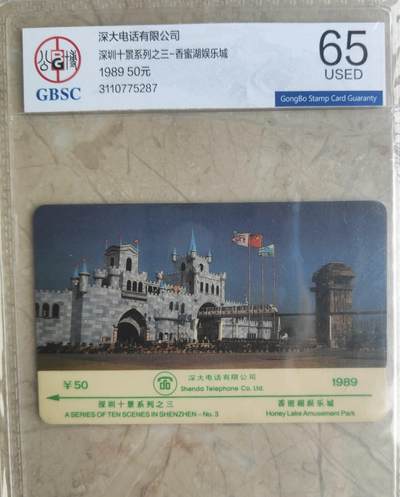 公博
G
GBSC
深大电话有限公司
深圳十景系列之三-香蜜湖娱乐城
1989 50元
3110775287
65
USED
GongBo Stamp Card Guaranty
¥50
深大电话有限公司
Shenda Telephone Co. Ltd.
1989
深圳十景系列之三
A SERIES OF TEN SCENES IN SHENZHEN-No.3
香密湖娱乐城
Honey Lake Amusement Park